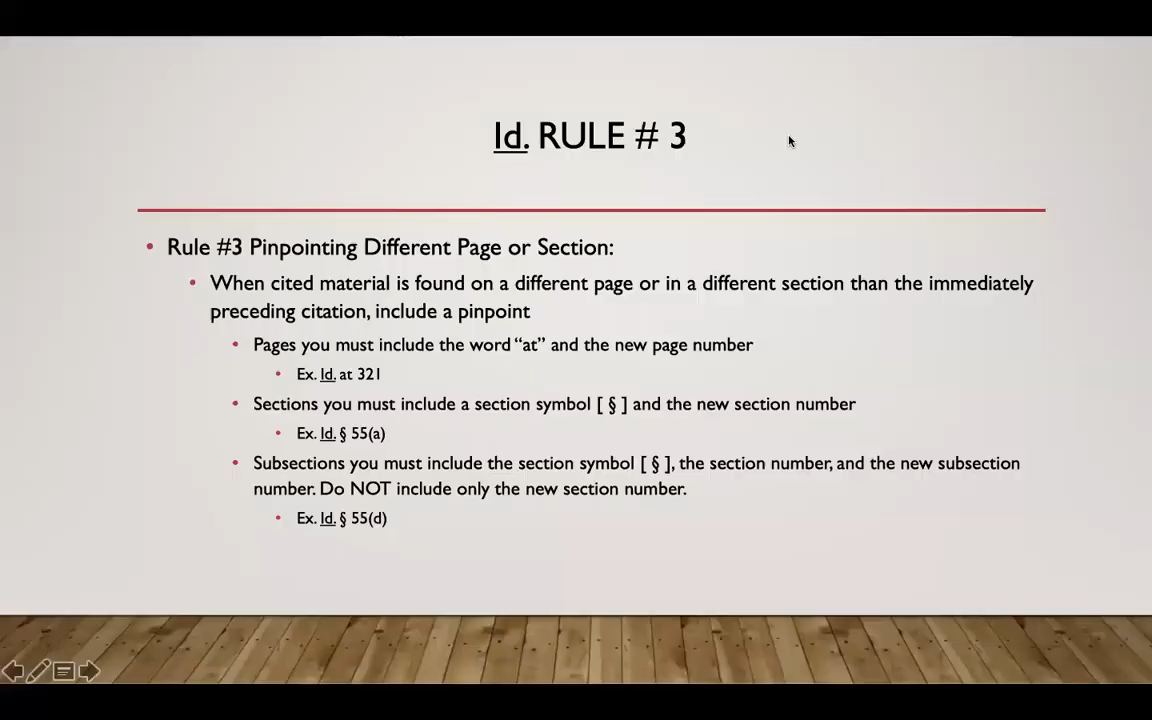 Id. RULE # 3
• Rule #3 Pinpointing Different Page or Section:
• When cited material is found on a different page or in a different section than the immediately
preceding citation, include a pinpoint
• Pages you must include the word “at” and the new page number
• Ex. Id. at 321
• Sections you must include a section symbol [ § ] and the new section number
• Ex. Id. § 55(a)
• Subsections you must include the section symbol [ § ], the section number, and the new subsection
number. Do NOT include only the new section number.
• Ex. Id. § 55(d)